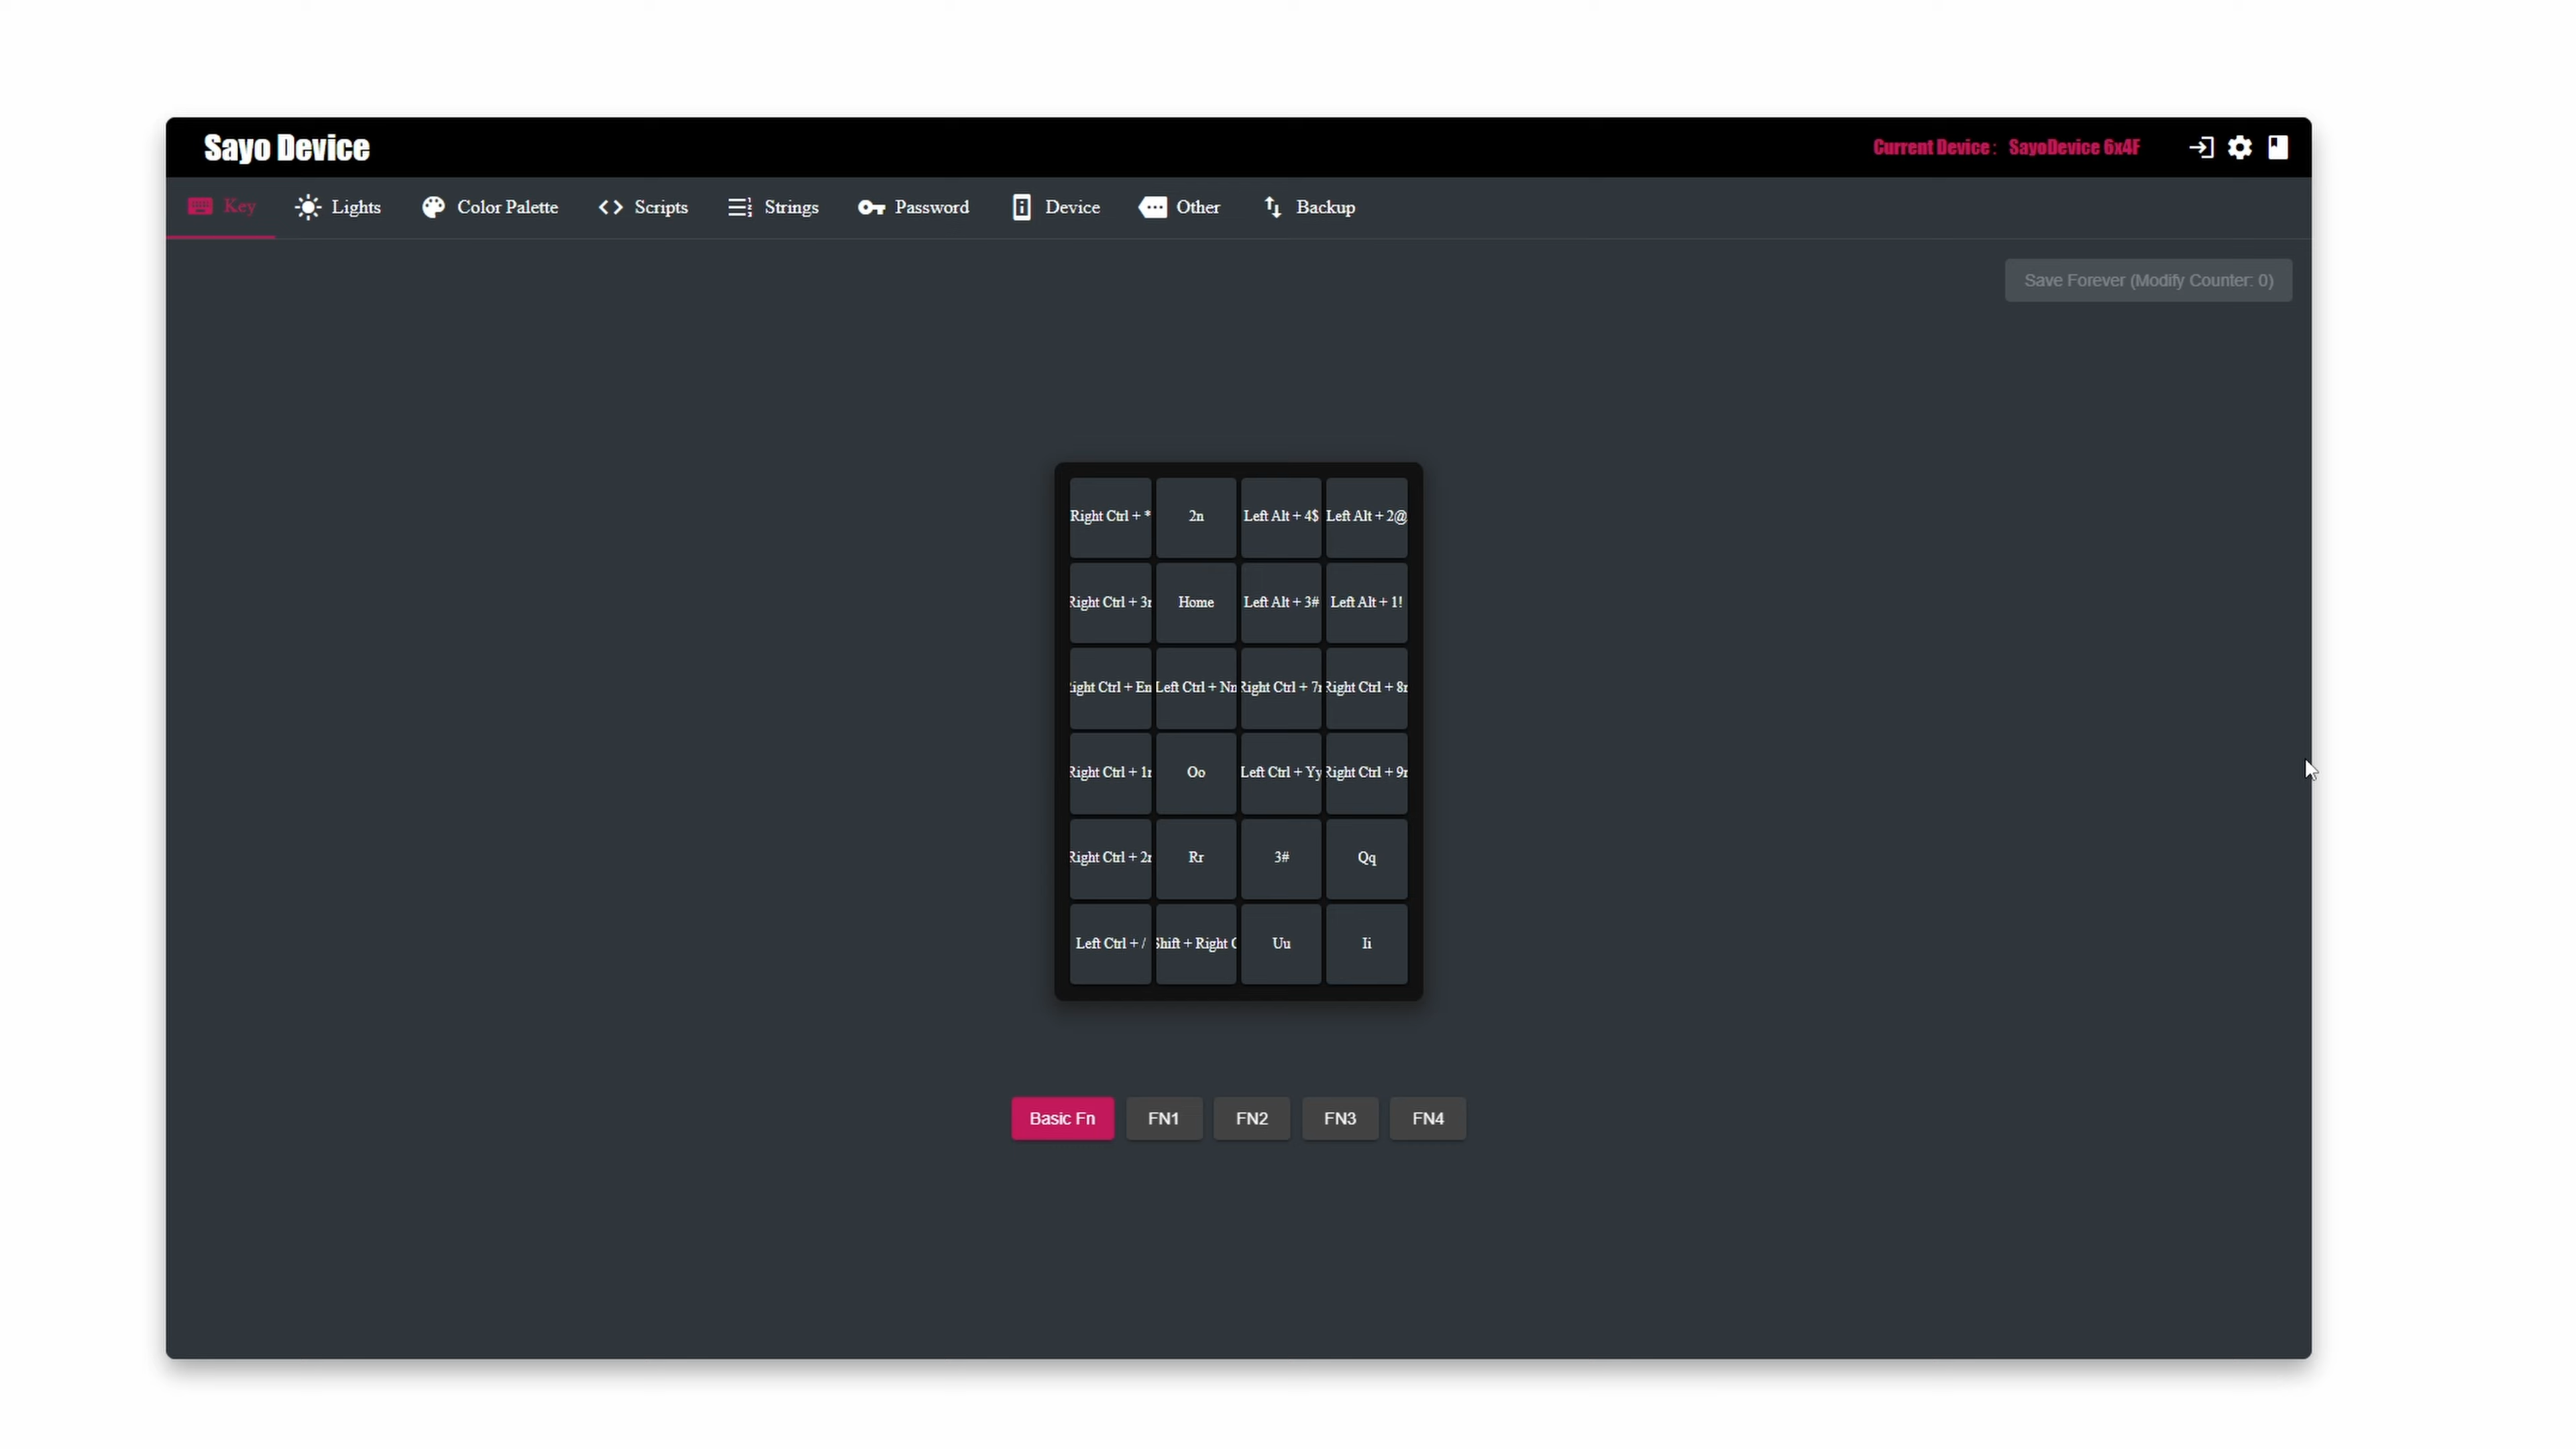 Sayo Device
Current Device : SayoDevice 6x4F
Key Lights Color Palette Scripts Strings Password Device Other Backup
Save Forever (Modify Counter: 0)
Right Ctrl + * 2n Left Alt + 4$ Left Alt + 2@
Right Ctrl + 3 Home Left Alt + 3# Left Alt + 1!
Ctrl + Left Ctrl + Right Ctrl + 7 Right Ctrl + 8
Right Ctrl + 1 Oo Left Ctrl + Yy Right Ctrl + 9
Right Ctrl + 2 Rr 3# Qq
Left Ctrl + / Shift + Right Uu Ii
Basic Fn FN1 FN2 FN3 FN4